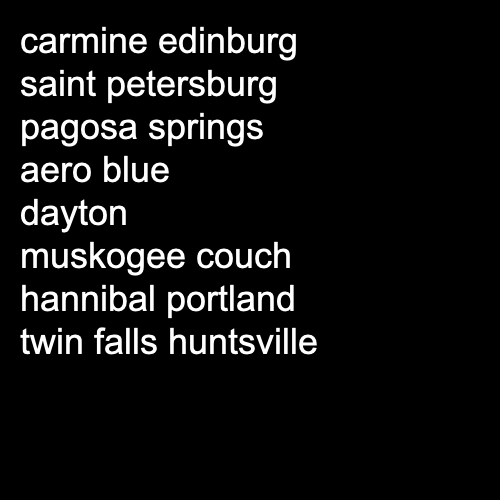 carmine edinburg
saint petersburg
pagosa springs
aero blue
dayton
muskogee couch
hannibal portland
twin falls huntsville